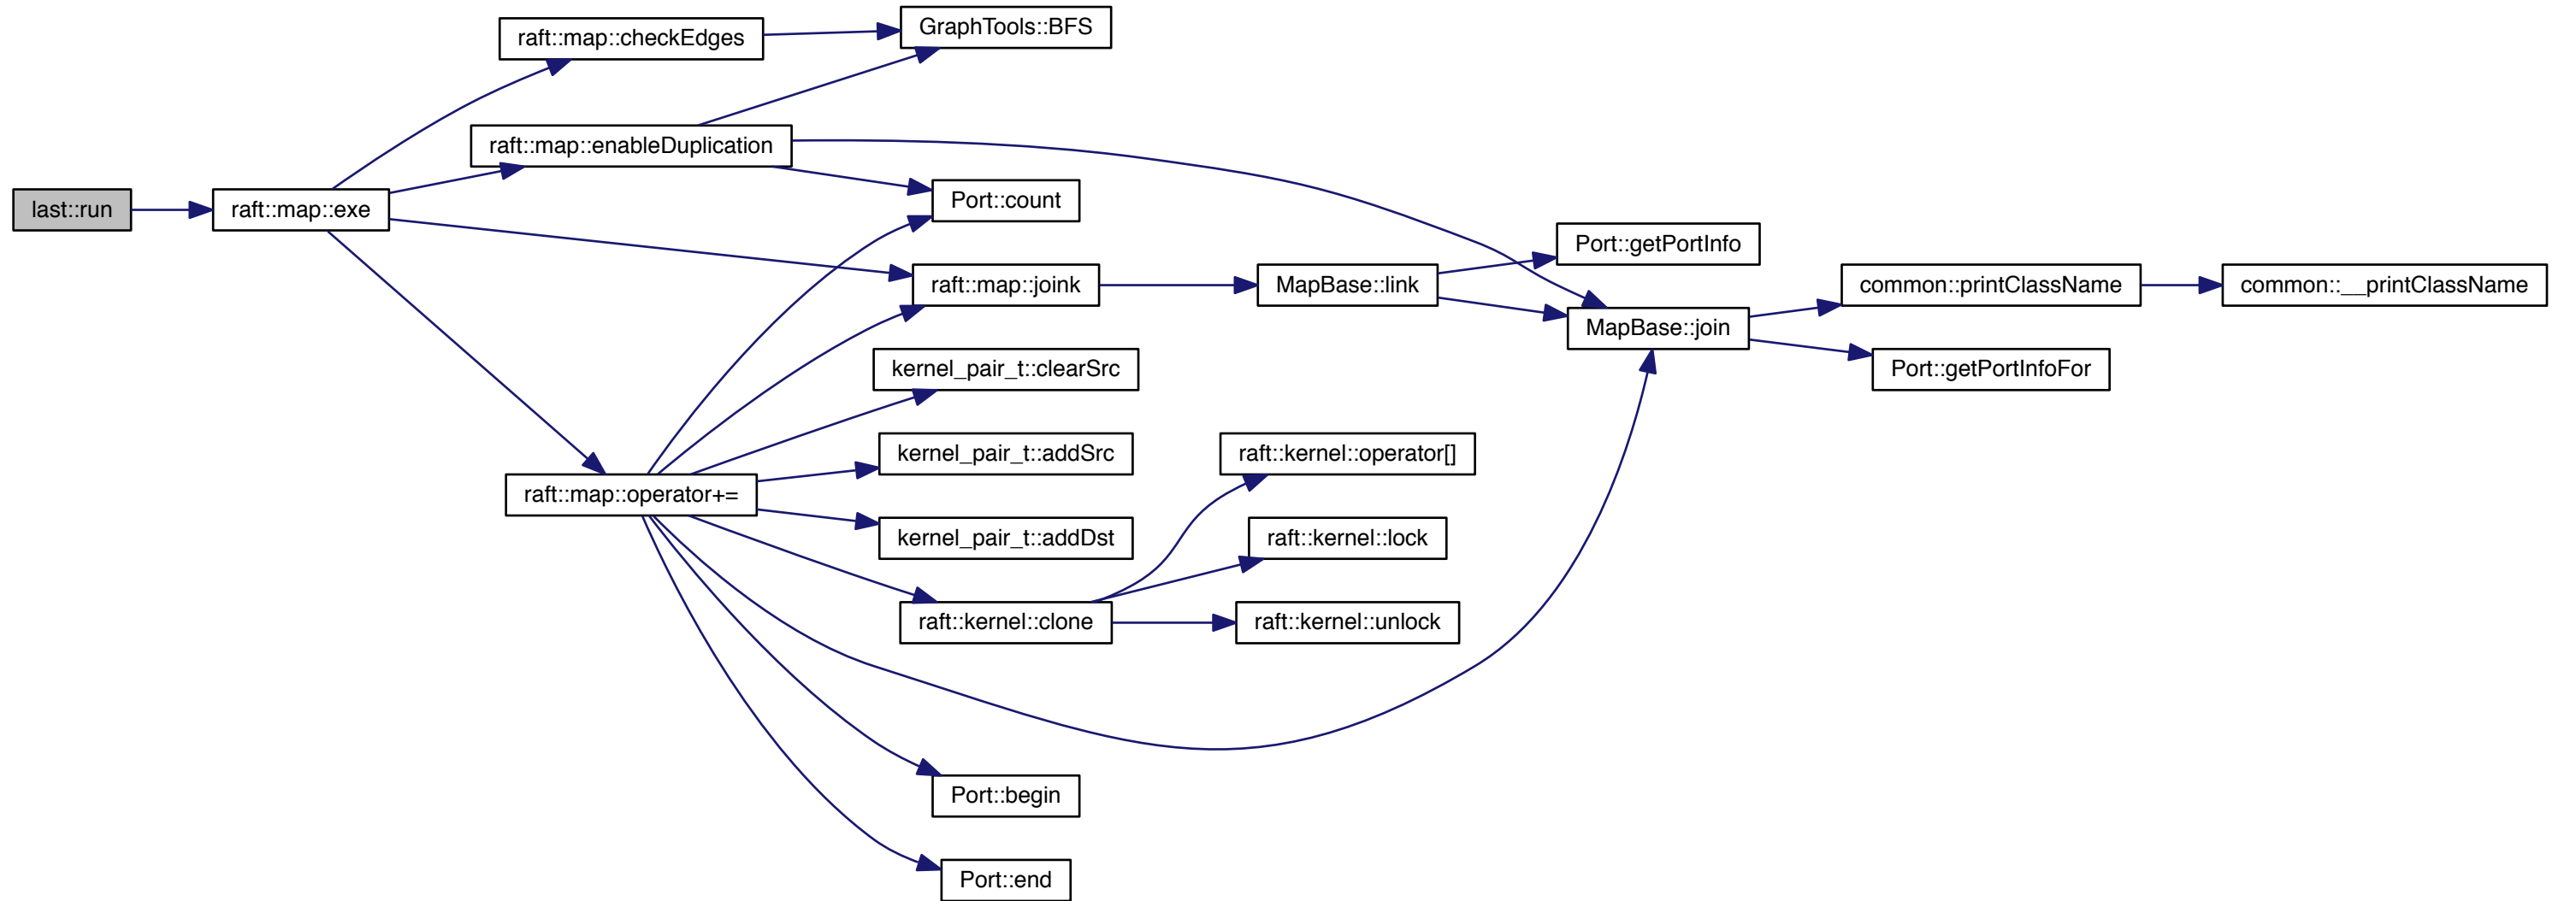 last::run
raft::map::exe
raft::map::checkEdges
raft::map::enableDuplication
raft::map::operator+=
GraphTools::BFS
Port::count
raft::map::joink
kernel_pair_t::clearSrc
kernel_pair_t::addSrc
kernel_pair_t::addDst
raft::kernel::clone
Port::begin
Port::end
MapBase::link
raft::kernel::operator[]
raft::kernel::lock
raft::kernel::unlock
Port::getPortInfo
MapBase::join
common::printClassName
Port::getPortInfoFor
common::__printClassName